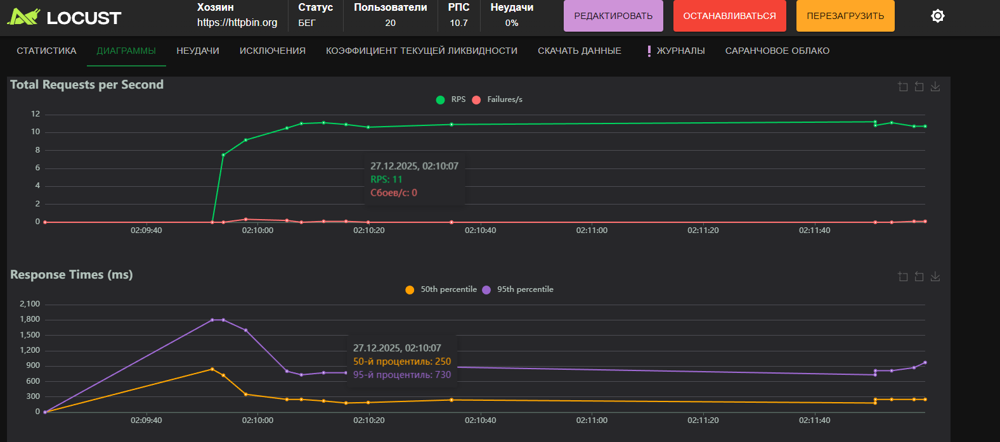 LOCUST
Хозяин
https://httpbin.org
Статус
БЕГ
Пользователи
20
РПС
10.7
Неудачи
0%
РЕДАКТИРОВАТЬ
ОСТАНАВЛИВАТЬСЯ
ПЕРЕЗАГРУЗИТЬ
СТАТИСТИКА ДИАГРАММЫ НЕУДАЧИ ИСКЛЮЧЕНИЯ КОЭФФИЦИЕНТ ТЕКУЩЕЙ ЛИКВИДНОСТИ СКАЧАТЬ ДАННЫЕ ❗ ЖУРНАЛЫ САРАНЧОВОЕ ОБЛАКО
Total Requests per Second
RPS Failures/s
12
10
8
6
4
2
0
27.12.2025, 02:10:07
RPS: 11
Сбоев/с: 0
02:09:40 02:10:00 02:10:20 02:10:40 02:11:00 02:11:20 02:11:40
Response Times (ms)
50th percentile 95th percentile
2,100
1,800
1,500
1,200
900
600
300
0
27.12.2025, 02:10:07
50-й процентиль: 250
95-й процентиль: 730
02:09:40 02:10:00 02:10:20 02:10:40 02:11:00 02:11:20 02:11:40